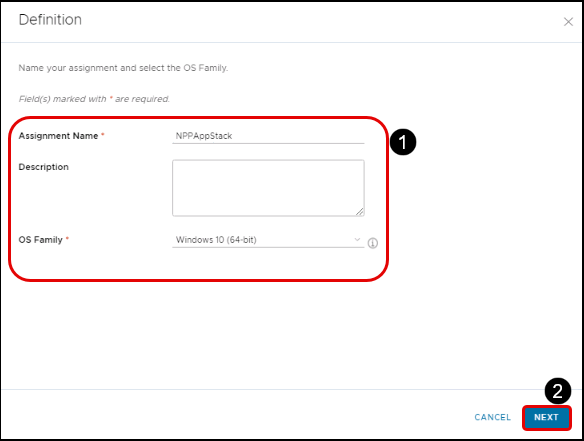 Definition
Name your assignment and select the OS Family.
Field(s) marked with * are required.
Assignment Name * NPPAppStack
1
Description
OS Family * Windows 10 (64-bit)
2
CANCEL NEXT